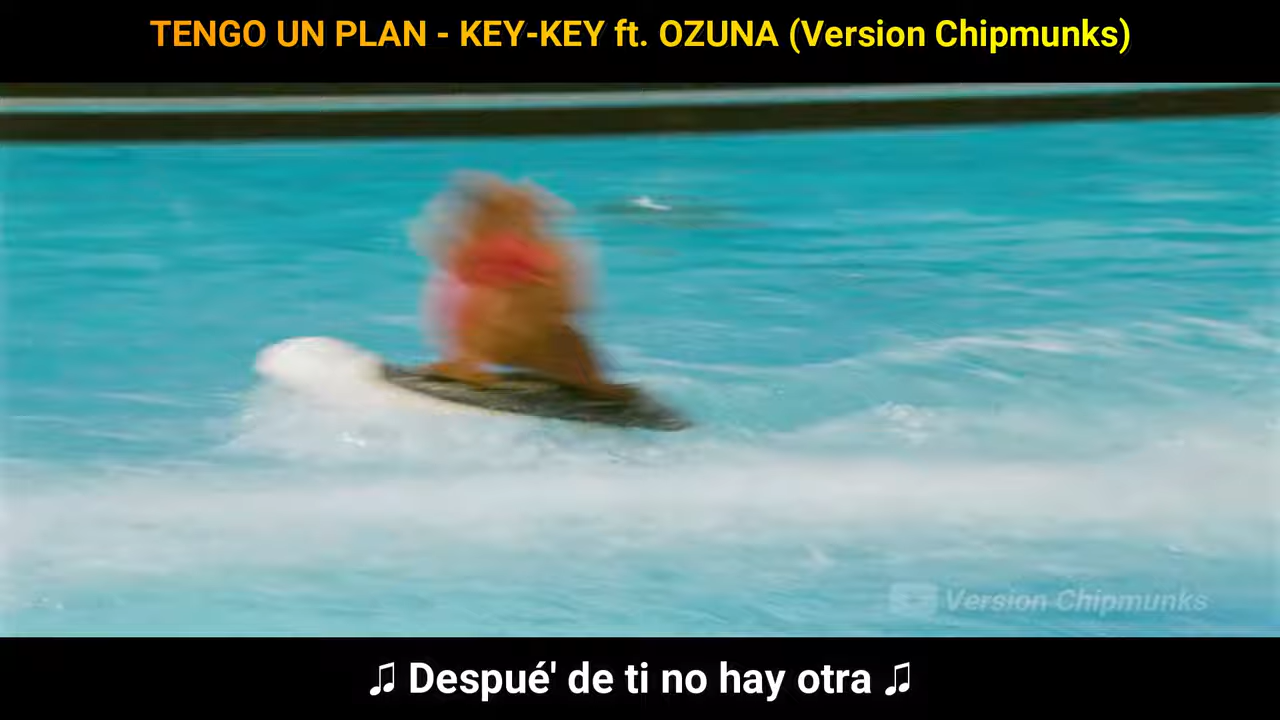 TENGO UN PLAN - KEY-KEY ft. OZUNA (Version Chipmunks)
Version Chipmunks
♫ Despué' de ti no hay otra ♫